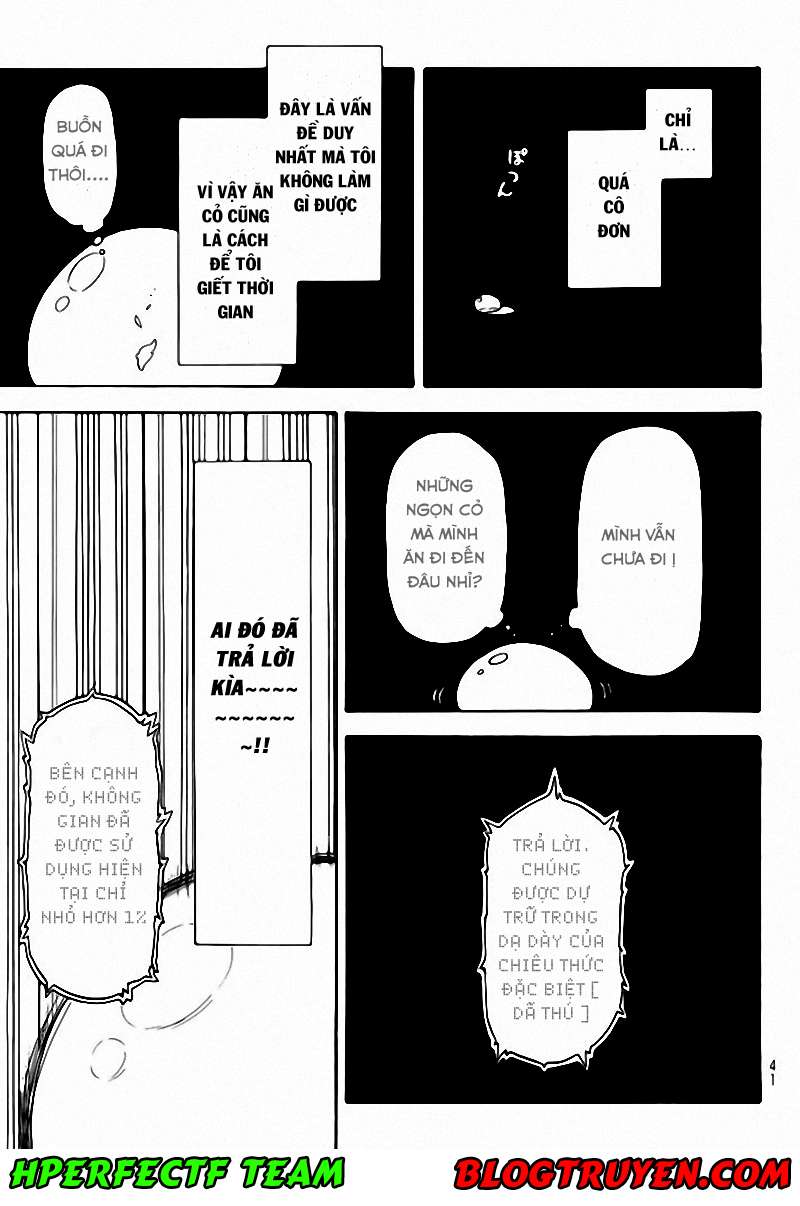 CHỈ
LÀ...
QUÁ
CÔ
ĐƠN
ぽつん
ĐÂY LÀ VẤN
ĐỀ DUY
NHẤT MÀ TÔI
KHÔNG LÀM
GÌ ĐƯỢC
VÌ VẬY ĂN
CỎ CŨNG
LÀ CÁCH
ĐỂ TÔI
GIẾT THỜI
GIAN
BUỒN
QUÁ ĐI
THÔI....
MÌNH VẪN
CHƯA ĐI ỊỊ
NHỮNG
NGỌN CỎ
MÀ MÌNH
ĂN ĐI ĐẾN
ĐÂU NHỈ?
TRẢ LỜI.
CHÚNG
ĐƯỢC DỰ
TRỮ TRONG
DẠ DÀY CỦA
CHIÊU THỨC
ĐẶC BIỆT [
DÃ THÚ ]
AI ĐÓ ĐÃ
TRẢ LỜI
KÌA~~~~
~~~~~~
~!!
BÊN CẠNH
ĐÓ, KHÔNG
GIAN ĐÃ
ĐƯỢC SỬ
DỤNG HIỆN
TẠI CHỈ
NHỎ HƠN 1%
41
HPERFECTF TEAM
BLOGTRUYEN.COM